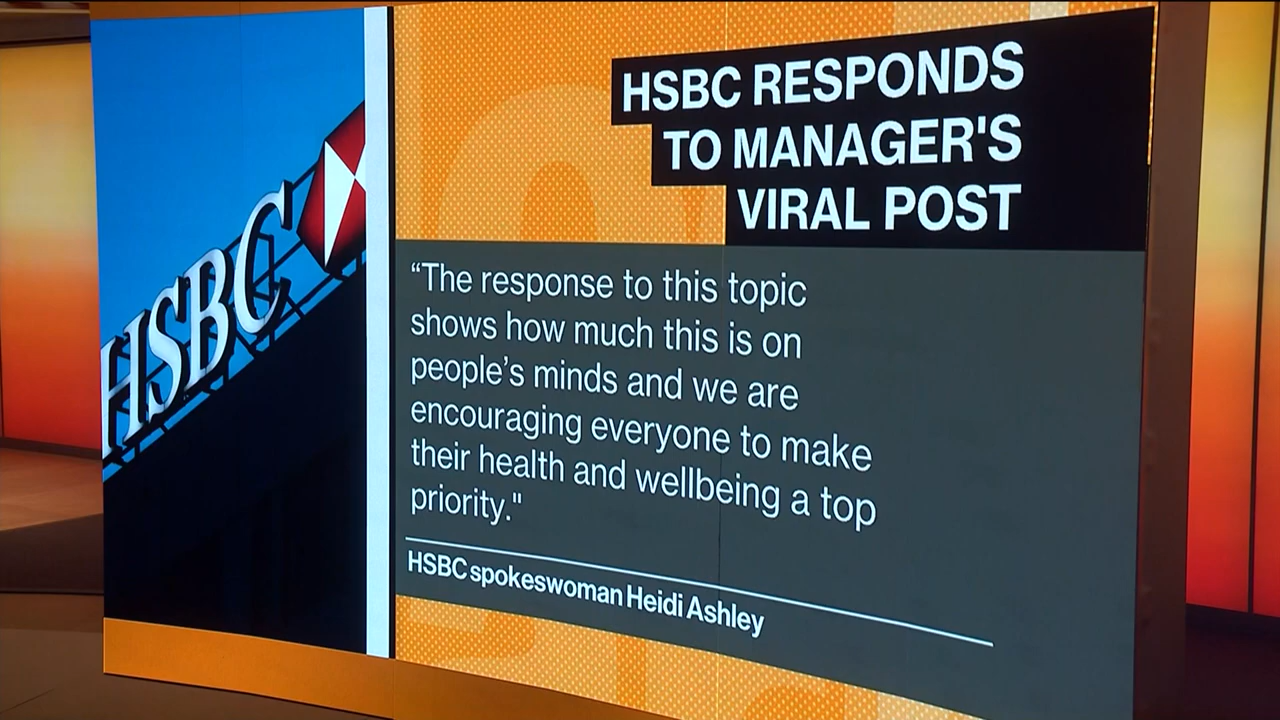 HSBC
HSBC RESPONDS
TO MANAGER'S
VIRAL POST
“The response to this topic
shows how much this is on
people’s minds and we are
encouraging everyone to make
their health and wellbeing a top
priority."
HSBC spokeswoman Heidi Ashley